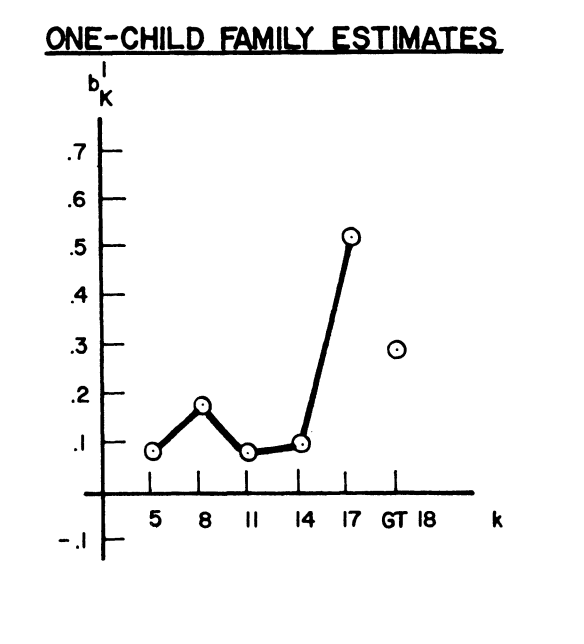 ONE-CHILD FAMILY ESTIMATES
b'K
.7
.6
.5
.4
.3
.2
.1
5 8 11 14 17 GT 18 k
-.1